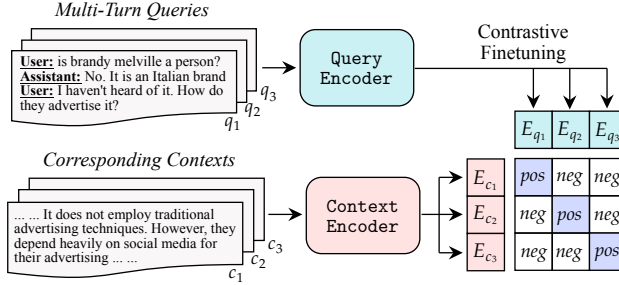 Multi-Turn Queries
User: is brandy melville a person?
Assistant: No. It is an Italian brand
User: I haven't heard of it. How do
they advertise it?
q1
q2
q3
Query
Encoder
Contrastive
Finetuning
Eq1 Eq2 Eq3
Corresponding Contexts
... ... It does not employ traditional
advertising techniques. However, they
depend heavily on social media for
their advertising ... ...
c1
c2
c3
Context
Encoder
Ec1 pos neg neg
Ec2 neg pos neg
Ec3 neg neg pos